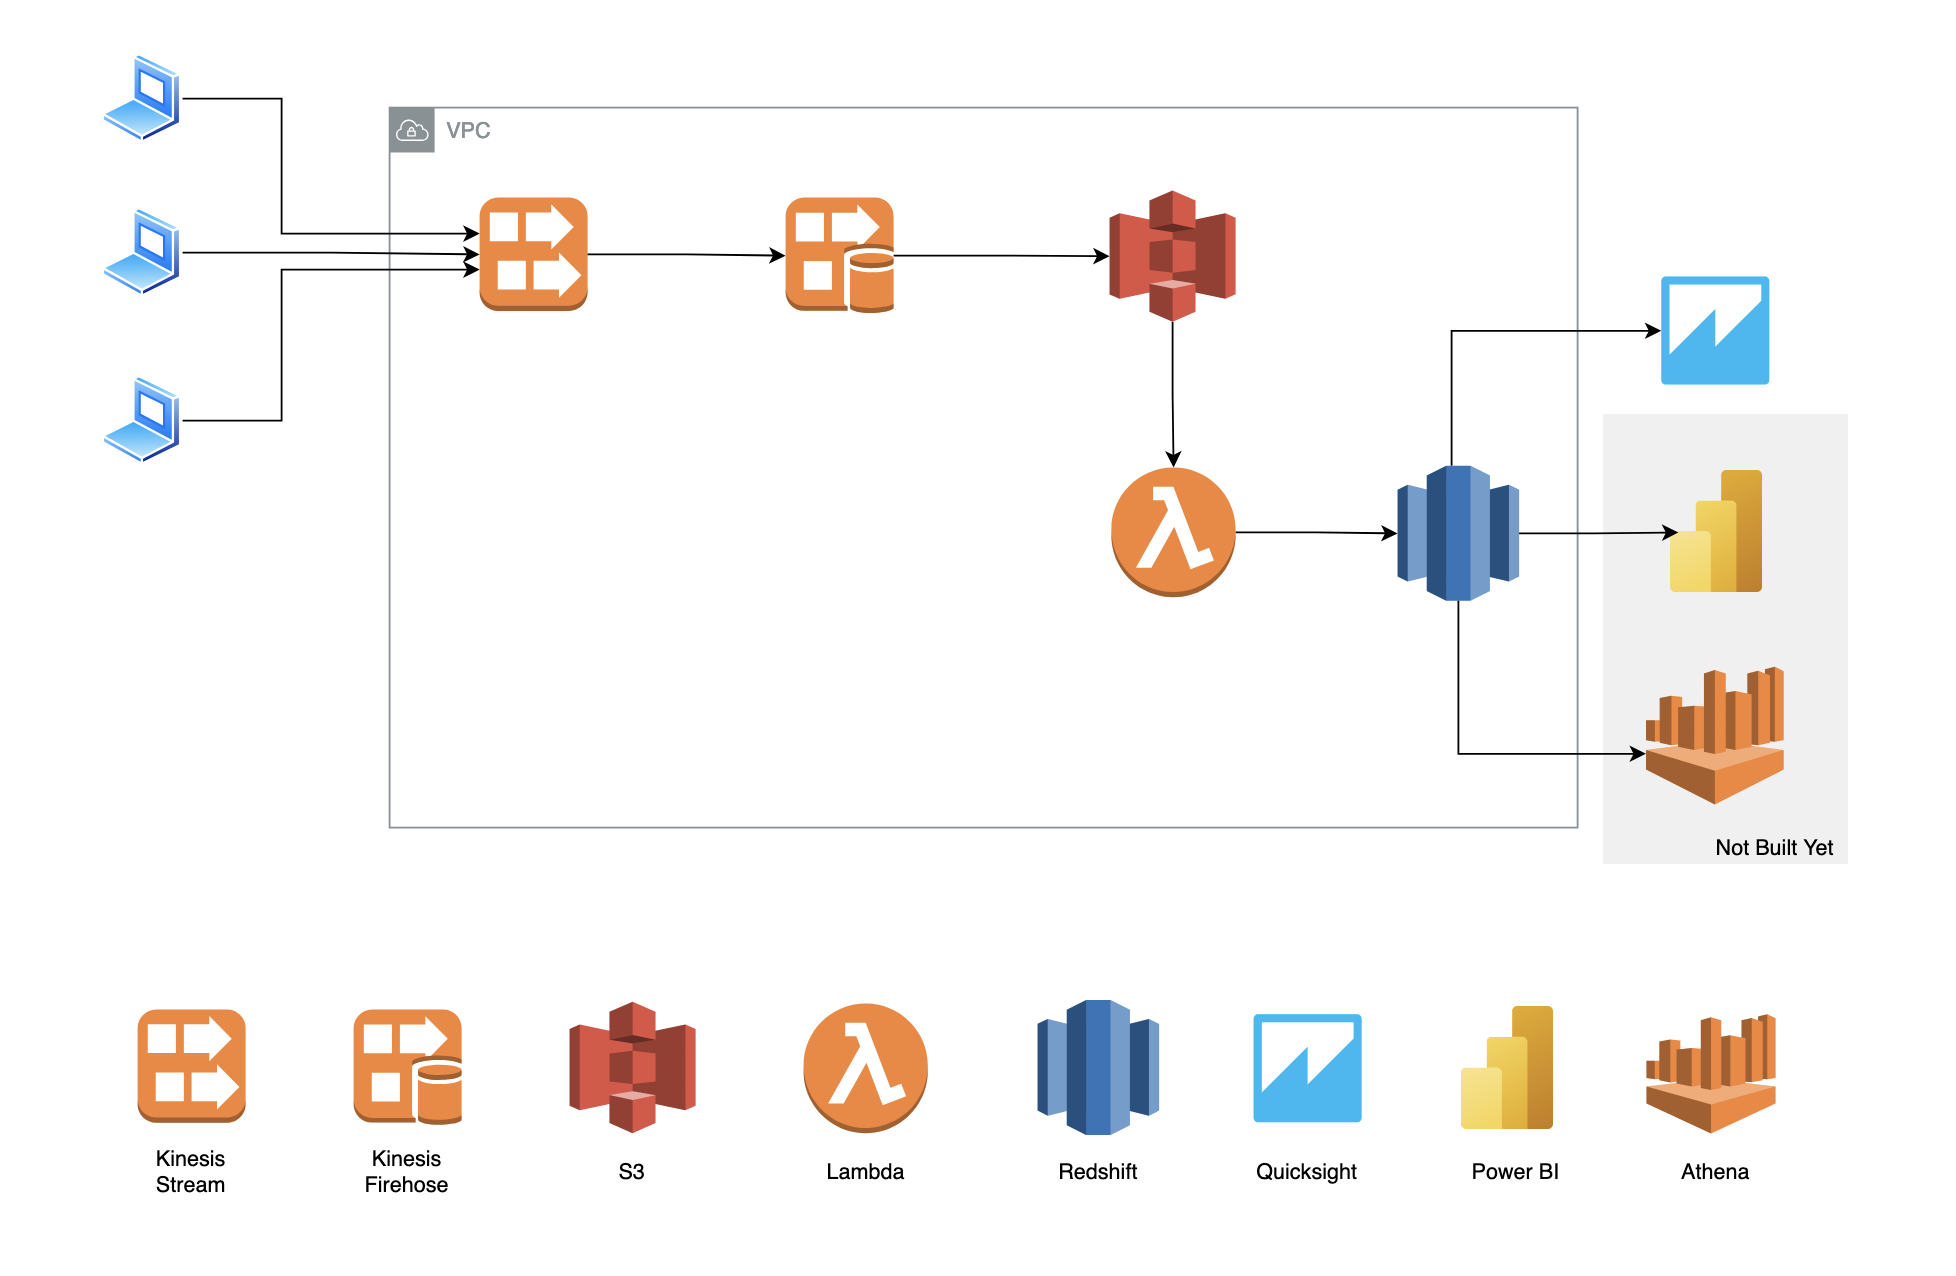 VPC
Not Built Yet
Kinesis
Stream
Kinesis
Firehose
S3
Lambda
Redshift
Quicksight
Power BI
Athena